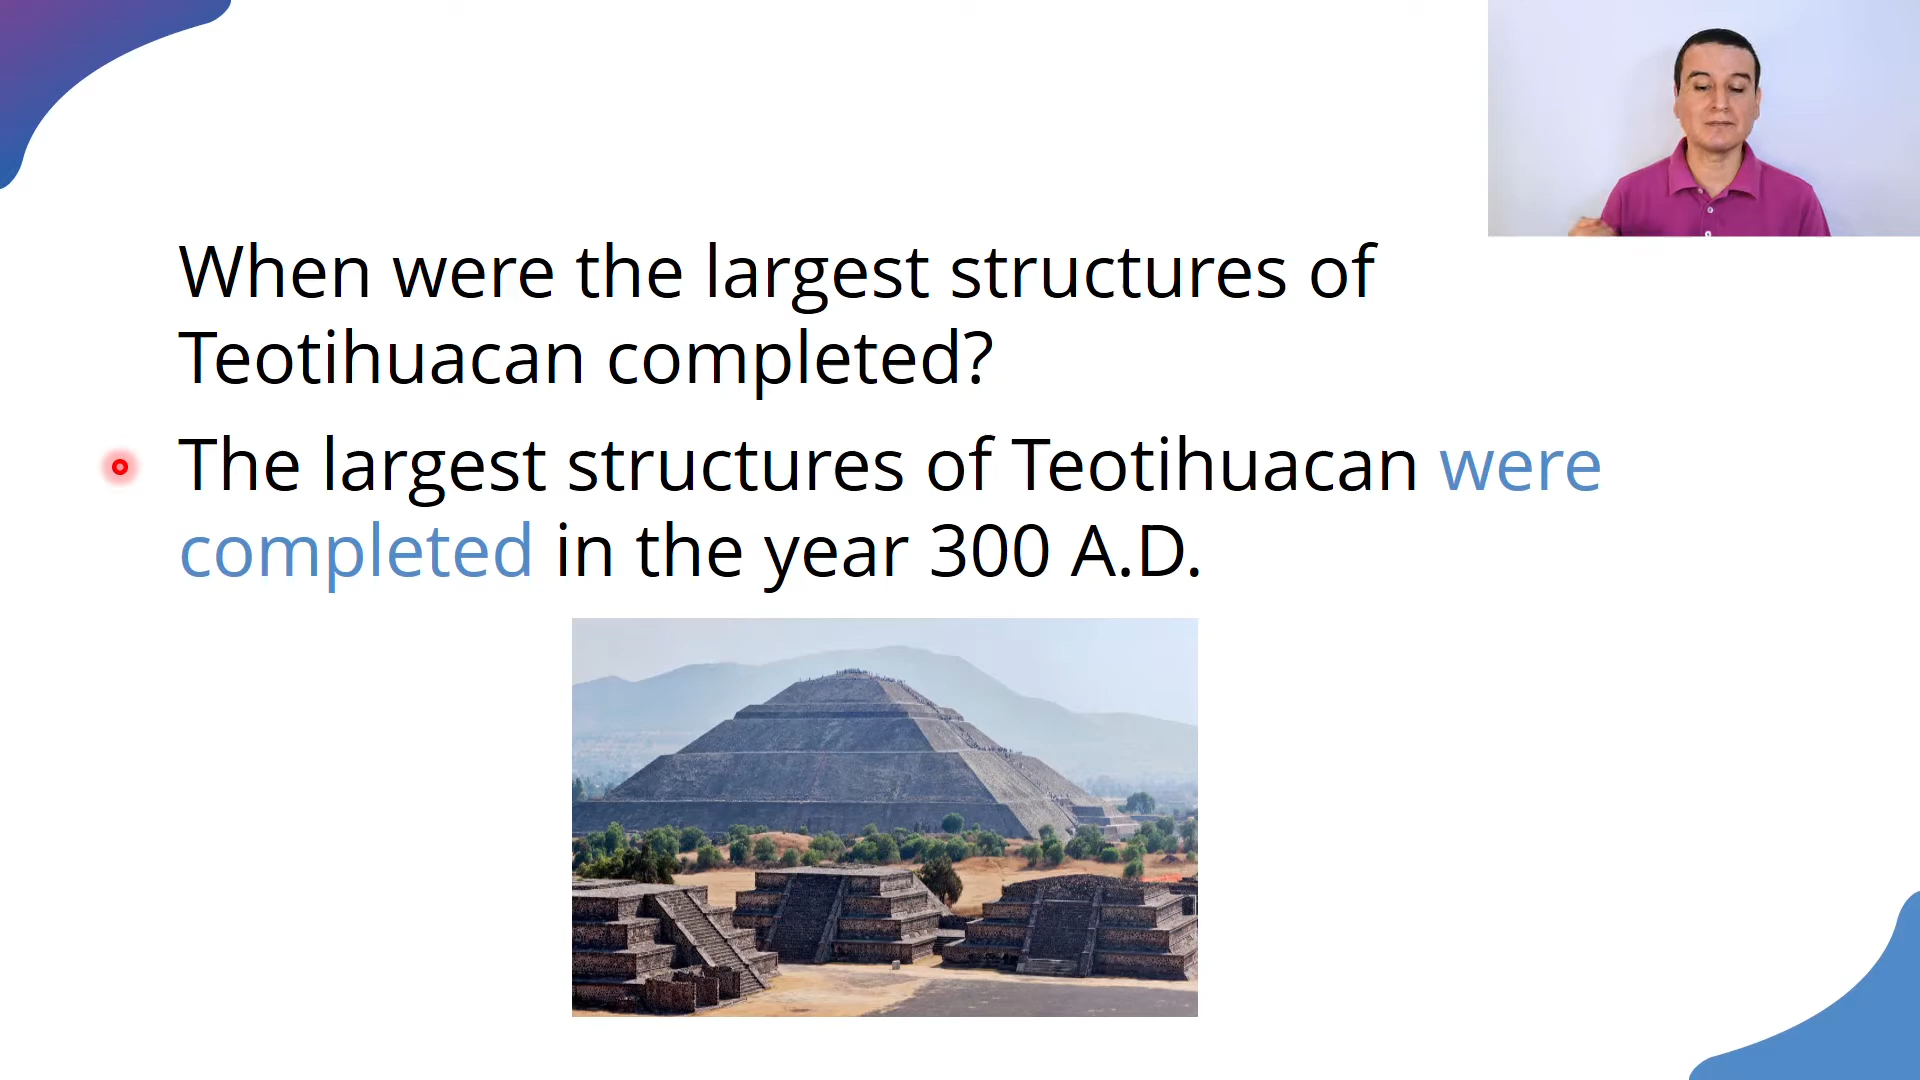 When were the largest structures of
Teotihuacan completed?
The largest structures of Teotihuacan were
completed in the year 300 A.D.